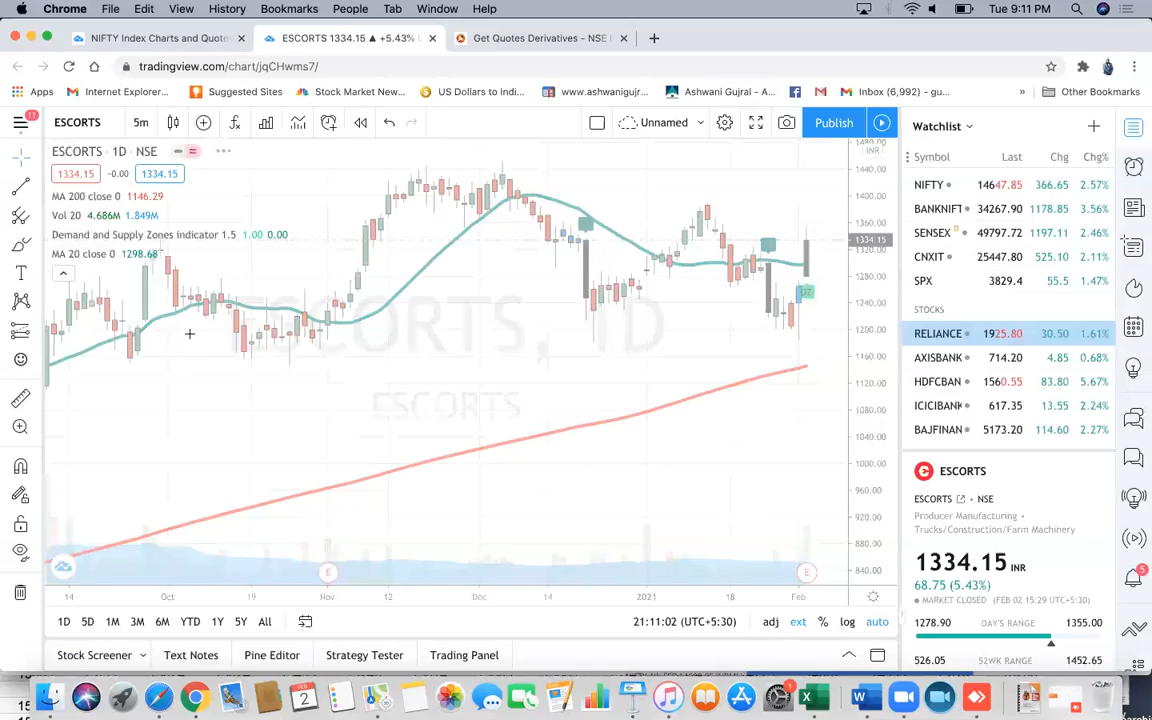 Chrome File Edit View History Bookmarks People Tab Window Help Tue 9:11 PM
NIFTY Index Charts and Quote ESCORTS 1334.15 ▲ +5.43% Get Quotes Derivatives - NSE
tradingview.com/chart/jqCHwms7/
Apps Internet Explorer... Suggested Sites Stock Market New... US Dollars to Indi... www.ashwanigujr... Ashwani Gujral - A... Inbox (6,992) - gu... » Other Bookmarks
11
ESCORTS 5m Unnamed Publish
ESCORTS · 1D · NSE
1334.15 -0.00 1334.15
MA 200 close 0 1146.29
Vol 20 4.686M 1.849M
Demand and Supply Zones indicator 1.5 1.00 0.00
MA 20 close 0 1298.68
ESCORTS, 1D
ESCORTS
DZ
1480.00
INR
1440.00
1400.00
1360.00
1334.15
1280.00
1240.00
1200.00
1160.00
1120.00
1080.00
1040.00
1000.00
960.00
920.00
880.00
840.00
E E
14 Oct 19 Nov 12 Dec 14 2021 18 Feb
1D 5D 1M 3M 6M YTD 1Y 5Y All 21:11:02 (UTC+5:30) adj ext % log auto
Stock Screener Text Notes Pine Editor Strategy Tester Trading Panel
Watchlist
Symbol Last Chg Chg%
NIFTY 14647.85 366.65 2.57%
BANKNIFT 34267.90 1178.85 3.56%
SENSEX 49797.72 1197.11 2.46%
CNXIT 25447.80 525.10 2.11%
SPX 3829.4 55.5 1.47%
STOCKS
RELIANCE 1925.80 30.50 1.61%
AXISBANK 714.20 4.85 0.68%
HDFCBAN 1560.55 83.80 5.67%
ICICIBANK 617.35 13.55 2.24%
BAJFINAN 5173.20 114.60 2.27%
ESCORTS
ESCORTS · NSE
Producer Manufacturing ·
Trucks/Construction/Farm Machinery
1334.15 INR
68.75 (5.43%)
MARKET CLOSED (FEB 02 15:29 UTC+5:30)
1278.90 DAY'S RANGE 1355.00
526.05 52WK RANGE 1452.65
5
FEB
2
1